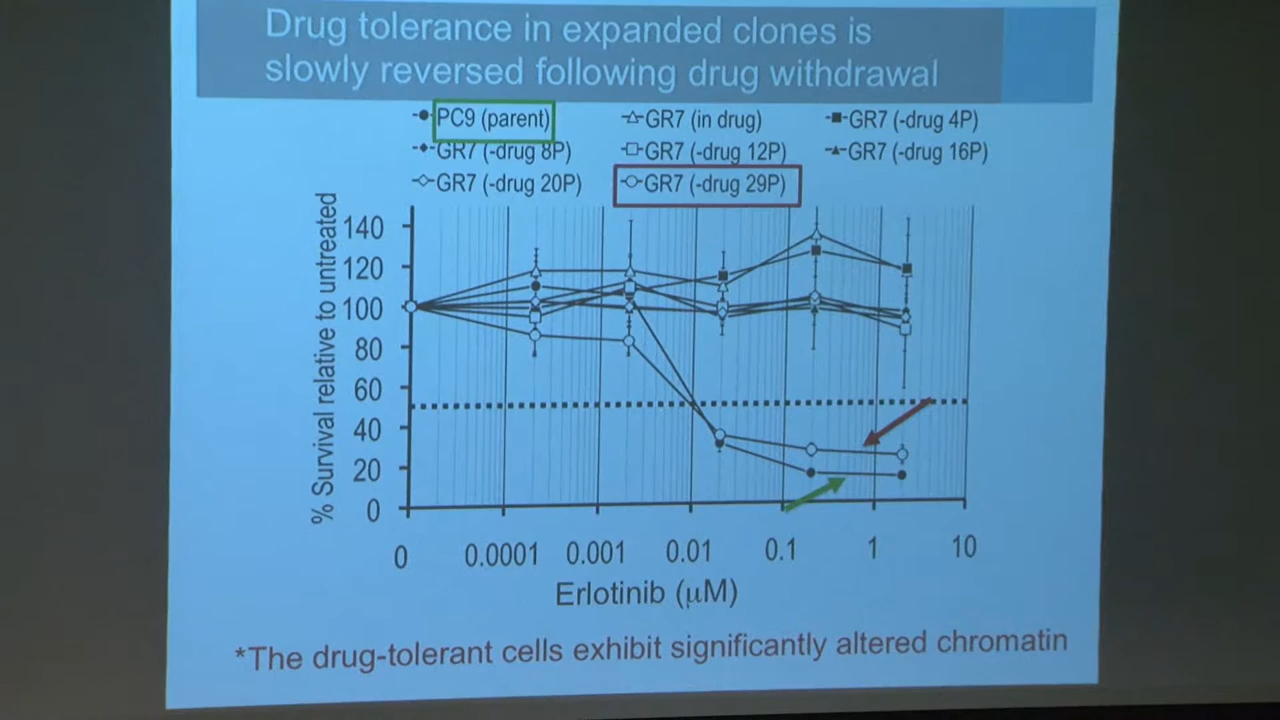 Drug tolerance in expanded clones is
slowly reversed following drug withdrawal
PC9 (parent) GR7 (in drug) GR7 (-drug 4P)
GR7 (-drug 8P) GR7 (-drug 12P) GR7 (-drug 16P)
GR7 (-drug 20P) GR7 (-drug 29P)
% Survival relative to untreated
140
120
100
80
60
40
20
0
0 0.0001 0.001 0.01 0.1 1 10
Erlotinib (μM)
*The drug-tolerant cells exhibit significantly altered chromatin